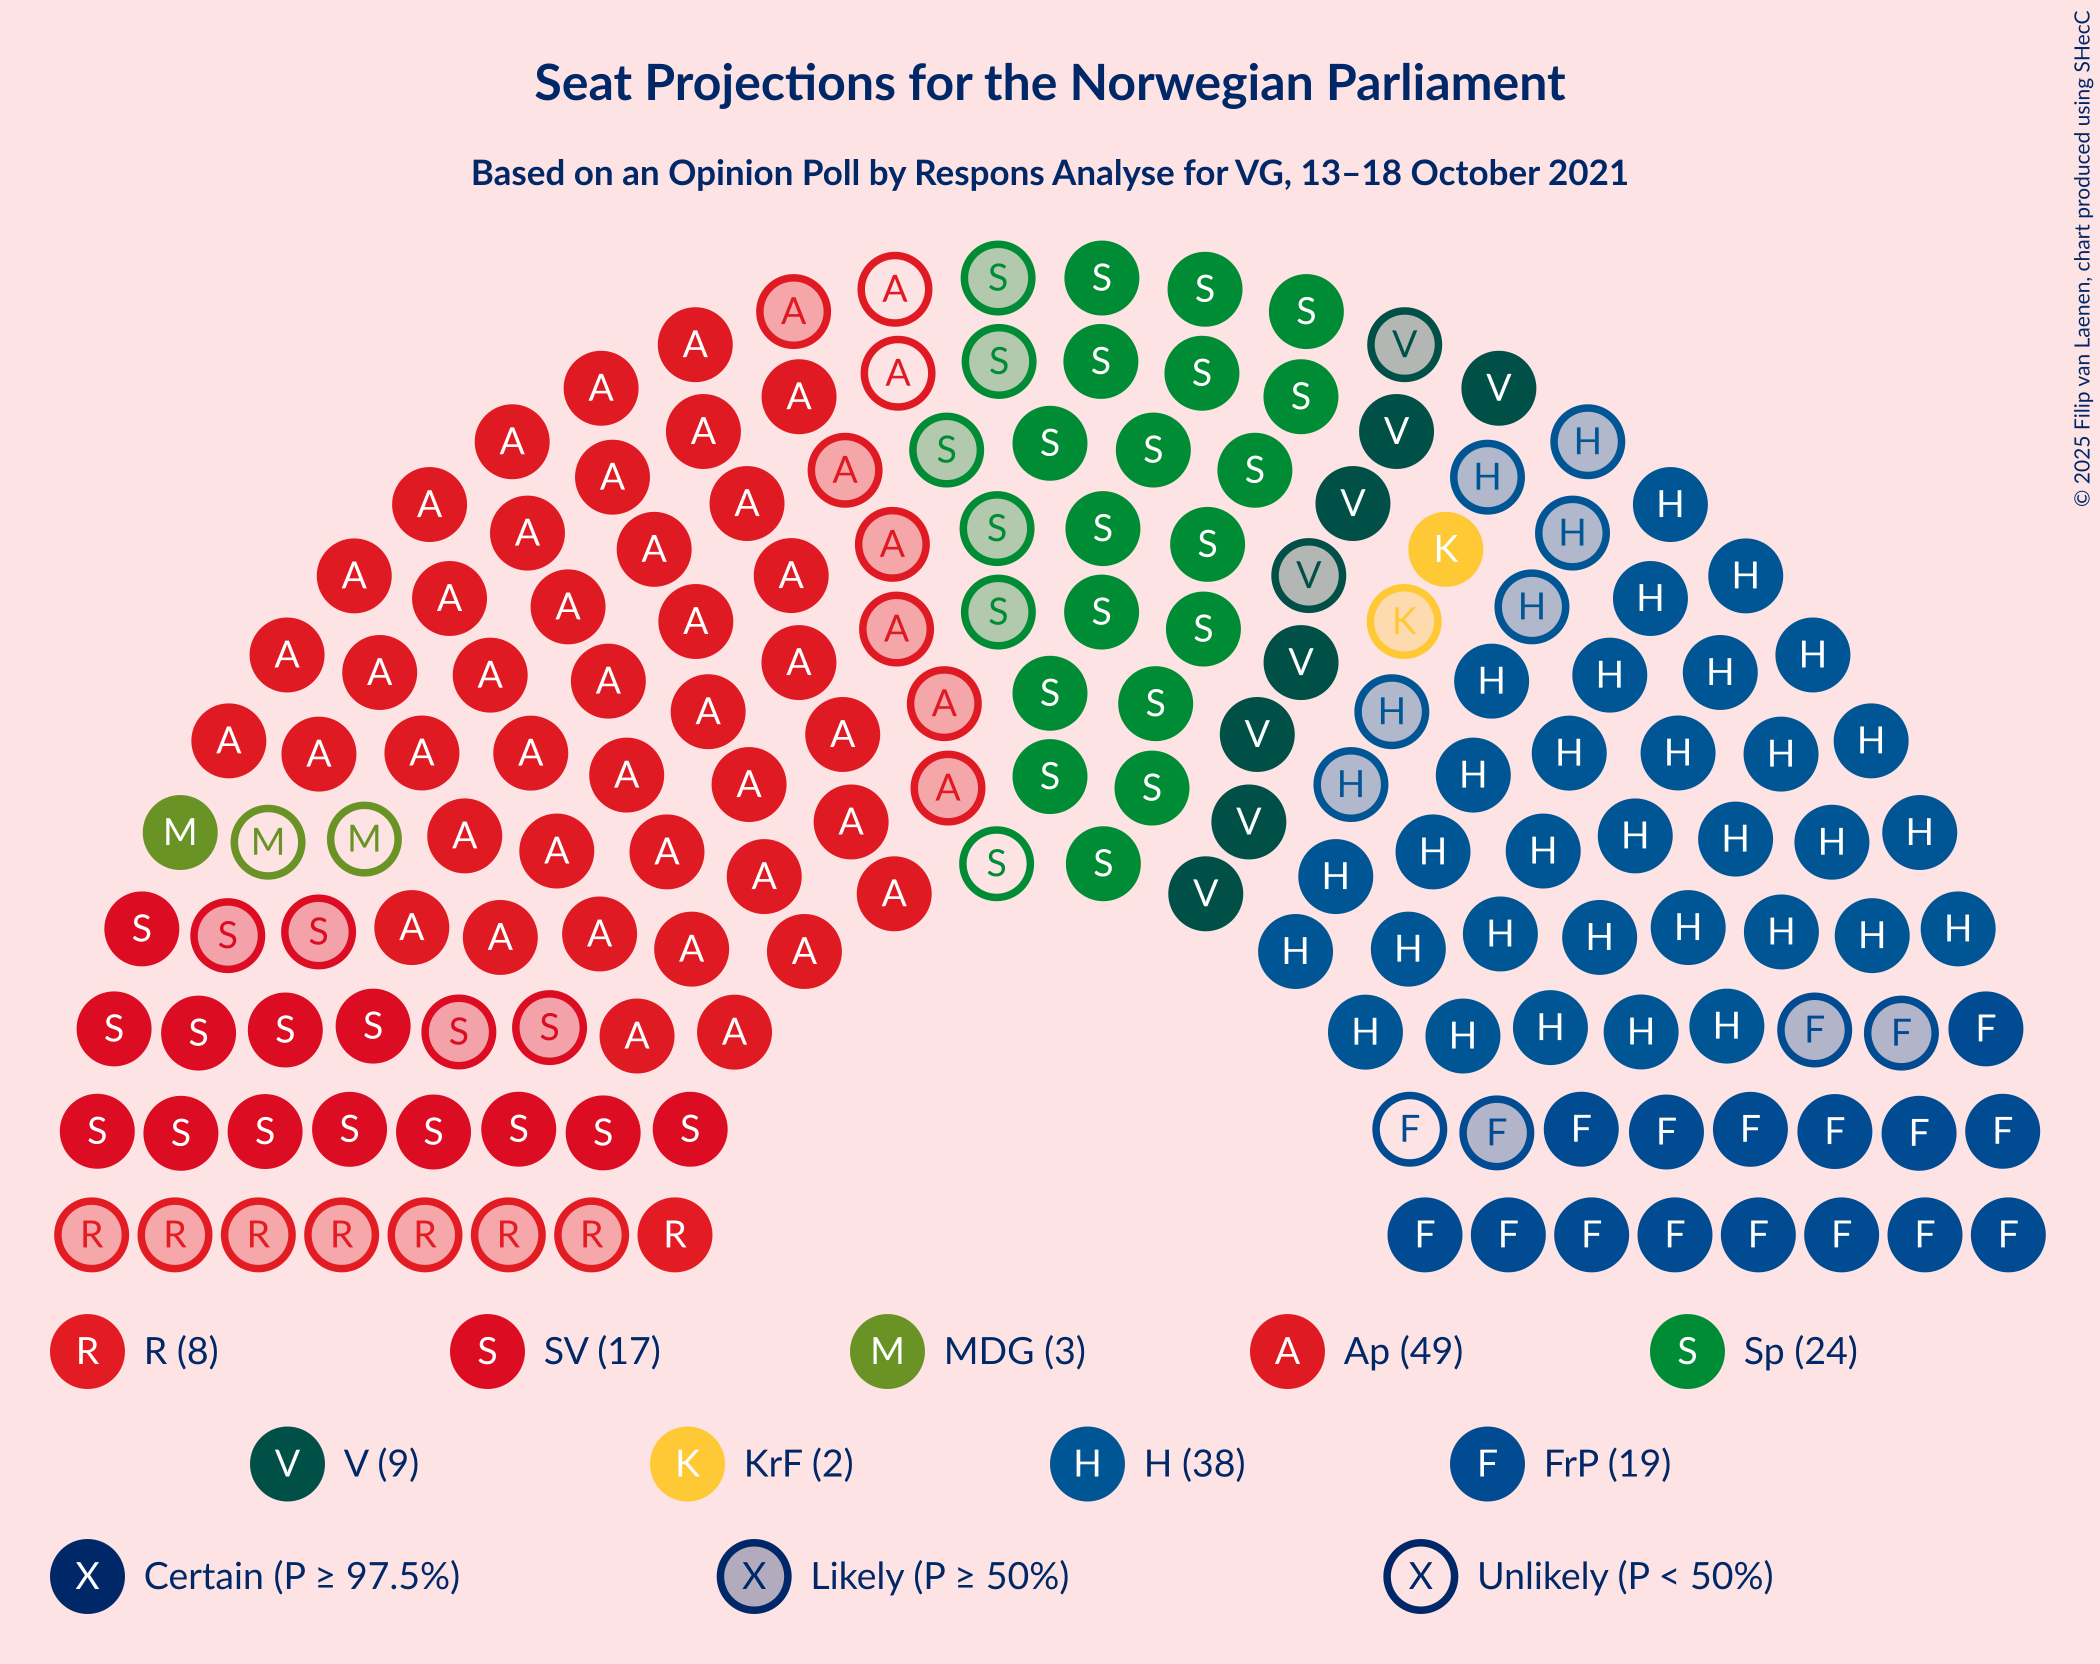 Seat Projections for the Norwegian Parliament
Based on an Opinion Poll by Respons Analyse for VG, 13–18 October 2021
© 2025 Filip van Laenen, chart produced using SHecC
A S S S
A A S V
A A S S S V
A A A S S H
A A S S S V H
A A A S V H
A A A A S S S K H H
A A A A S S V H
A A A A S S S V K H H H
A A A A A S S V H H H H
A A A A A S S V H H H H H
A A A A A A S S V H H H H H H
M M M A A A A A S S V H H H H H H H
S S S A A A A A H H H H H H H H
S S S S S S A A H H H H H F F F
S S S S S S S S F F F F F F F F
R R R R R R R R F F F F F F F F
R R (8) S SV (17) M MDG (3) A Ap (49) S Sp (24)
V V (9) K KrF (2) H H (38) F FrP (19)
X Certain (P ≥ 97.5%) X Likely (P ≥ 50%) X Unlikely (P < 50%)